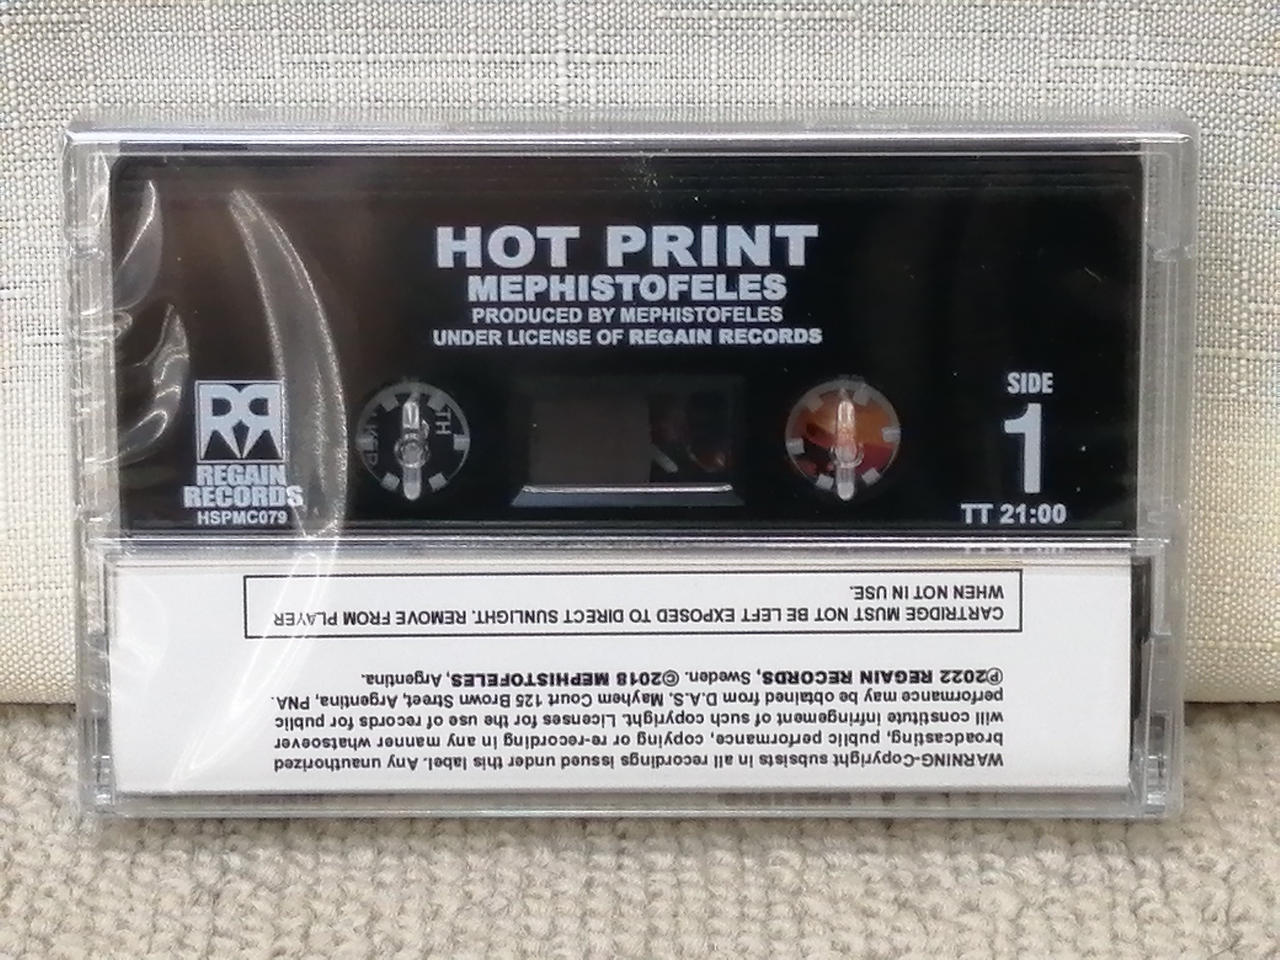 HOT PRINT
MEPHISTOFELES
PRODUCED BY MEPHISTOFELES
UNDER LICENSE OF REGAIN RECORDS
SIDE
1
TT 21:00
REGAIN
RECORDS
HSPMC079
WARNING-Copyright subsists in all recordings issued under this label. Any unauthorized
broadcasting, public performance, copying or re-recording in any manner whatsoever
will constitute infringement of such copyright. Licenses for the use of records for public
performance may be obtained from D.A.S. Mayhem Court 125 Brown Street, Argentina, PNA.
℗2022 REGAIN RECORDS, Sweden. ©2018 MEPHISTOFELES, Argentina.
CARTRIDGE MUST NOT BE LEFT EXPOSED TO DIRECT SUNLIGHT. REMOVE FROM PLAYER
WHEN NOT IN USE.